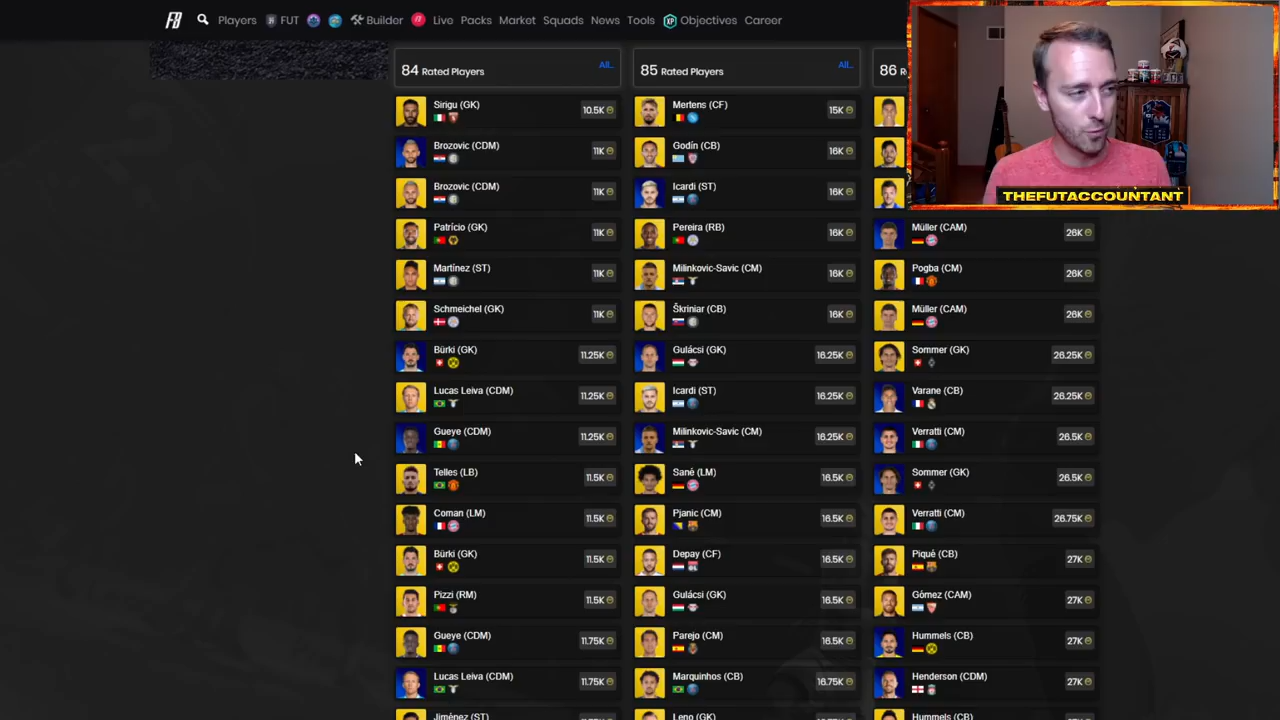 FB Players FUT Builder Live Packs Market Squads News Tools XP Objectives Career
84 Rated Players All..
Sirigu (GK) 10.5K
Brozovic (CDM) 11K
Brozovic (CDM) 11K
Patrício (GK) 11K
Martínez (ST) 11K
Schmeichel (GK) 11K
Bürki (GK) 11.25K
Lucas Leiva (CDM) 11.25K
Gueye (CDM) 11.25K
Telles (LB) 11.5K
Coman (LM) 11.5K
Bürki (GK) 11.5K
Pizzi (RM) 11.5K
Gueye (CDM) 11.75K
Lucas Leiva (CDM) 11.75K
Jiménez (ST)
85 Rated Players All..
Mertens (CF) 15K
Godín (CB) 16K
Icardi (ST) 16K
Pereira (RB) 16K
Milinkovic-Savic (CM) 16K
Škriniar (CB) 16K
Gulácsi (GK) 16.25K
Icardi (ST) 16.25K
Milinkovic-Savic (CM) 16.25K
Sané (LM) 16.5K
Pjanic (CM) 16.5K
Depay (CF) 16.5K
Gulácsi (GK) 16.5K
Parejo (CM) 16.5K
Marquinhos (CB) 16.75K
Leno (GK)
86 R
Müller (CAM) 26K
Pogba (CM) 26K
Müller (CAM) 26K
Sommer (GK) 26.25K
Varane (CB) 26.25K
Verratti (CM) 26.5K
Sommer (GK) 26.5K
Verratti (CM) 26.75K
Piqué (CB) 27K
Gómez (CAM) 27K
Hummels (CB) 27K
Henderson (CDM) 27K
Hummels (CB)
THEFUTACCOUNTANT